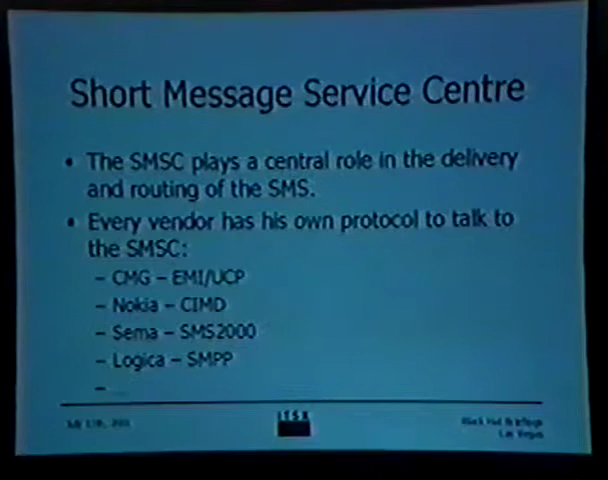 Short Message Service Centre
• The SMSC plays a central role in the delivery
and routing of the SMS.
• Every vendor has his own protocol to talk to
the SMSC:
– CMG – EMI/UCP
– Nokia – CIMD
– Sema – SMS2000
– Logica – SMPP
– ...
ITSX
Black Hat Briefings
Las Vegas